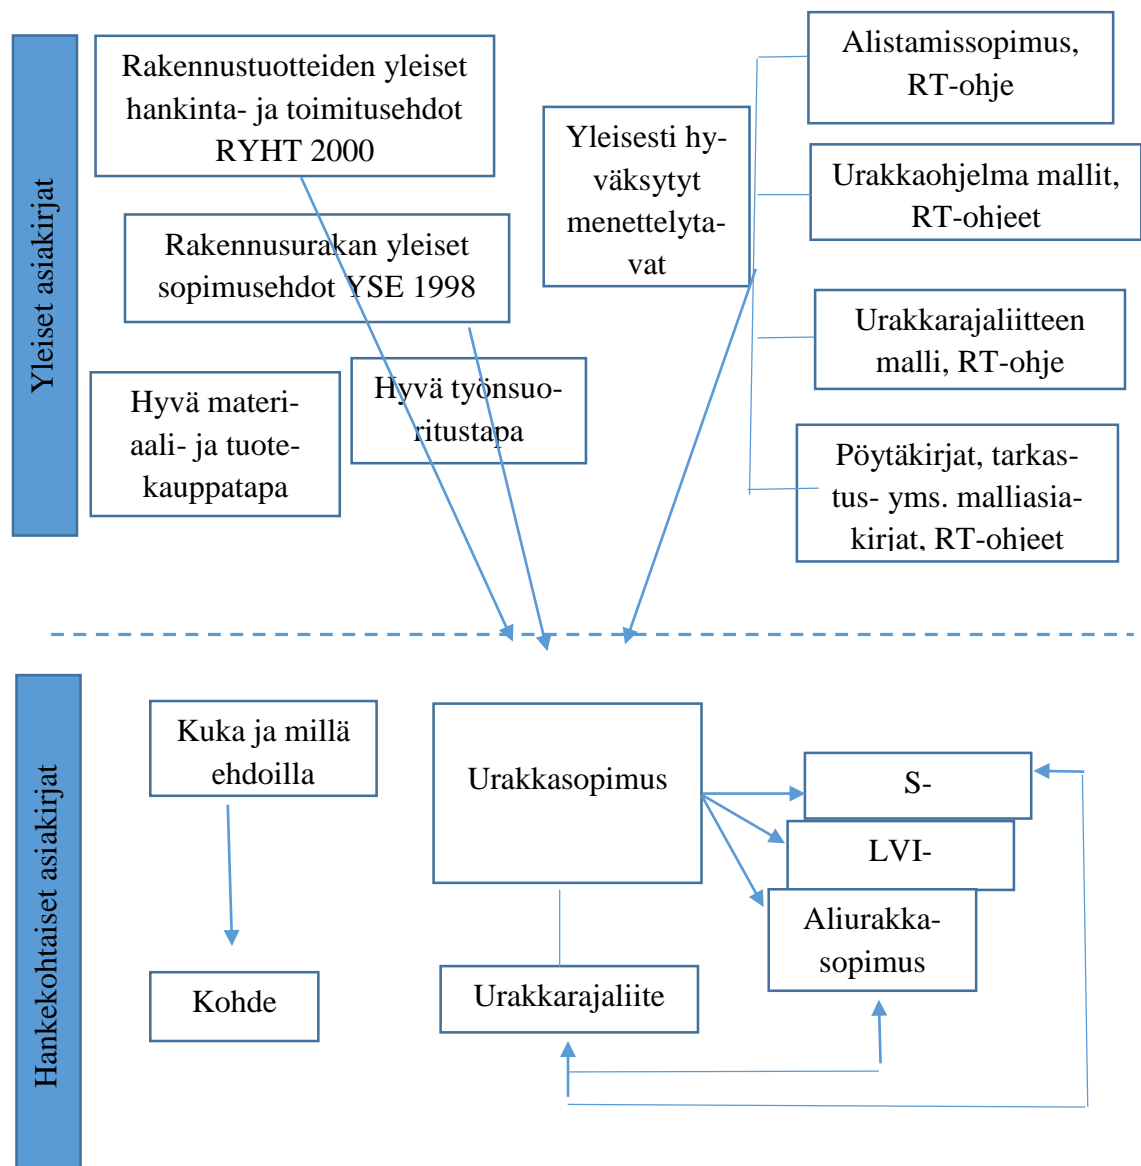 Yleiset asiakirjat
Rakennustuotteiden yleiset
hankinta- ja toimitusehdot
RYHT 2000
Rakennusurakan yleiset
sopimusehdot YSE 1998
Hyvä materi-
aali- ja tuote-
kauppatapa
Hyvä työnsuo-
ritustapa
Yleisesti hy-
väksytyt
menettelyta-
vat
Alistamissopimus,
RT-ohje
Urakkaohjelma mallit,
RT-ohjeet
Urakkarajaliitteen
malli, RT-ohje
Pöytäkirjat, tarkas-
tus- yms. malliasia-
kirjat, RT-ohjeet
Hankekohtaiset asiakirjat
Kuka ja millä
ehdoilla
Kohde
Urakkasopimus
Urakkarajaliite
S-
LVI-
Aliurakka-
sopimus